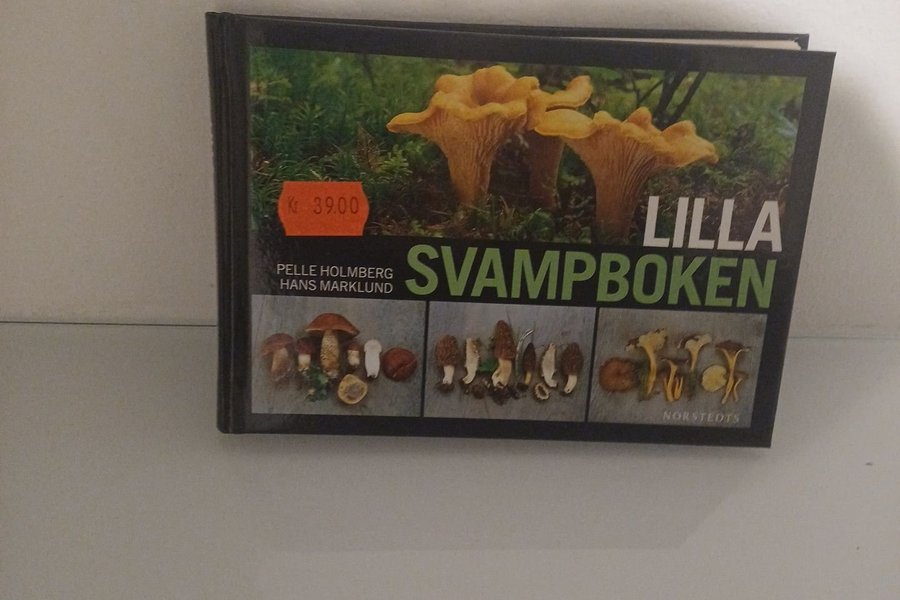 Kr 39.00
LILLA
SVAMPBOKEN
PELLE HOLMBERG
HANS MARKLUND
NORSTEDTS